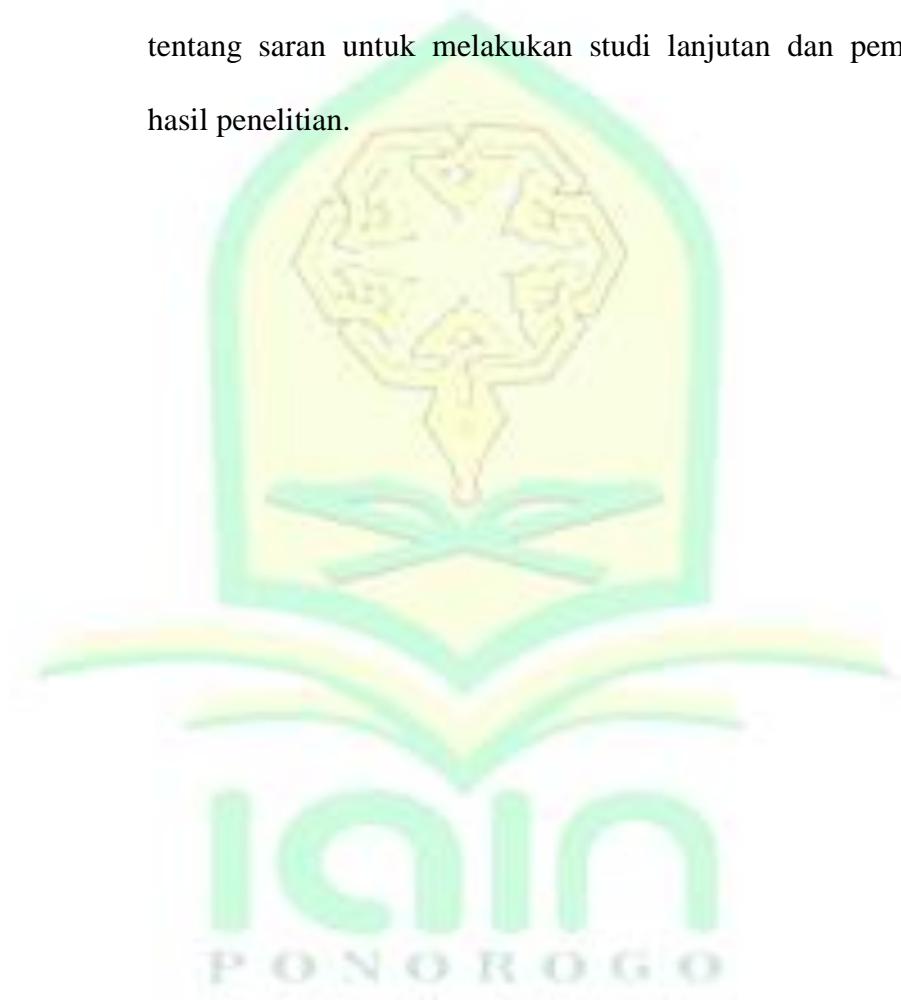 tentang saran untuk melakukan studi lanjutan dan pem
hasil penelitian.
iain
PONOROGO